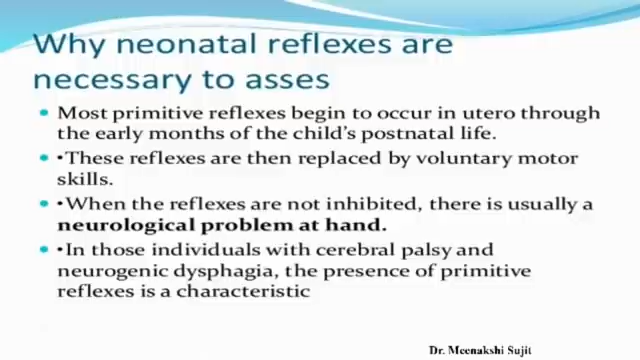 Why neonatal reflexes are
necessary to asses
• Most primitive reflexes begin to occur in utero through
the early months of the child's postnatal life.
• •These reflexes are then replaced by voluntary motor
skills.
• •When the reflexes are not inhibited, there is usually a
neurological problem at hand.
• •In those individuals with cerebral palsy and
neurogenic dysphagia, the presence of primitive
reflexes is a characteristic
Dr. Meenakshi Sujit